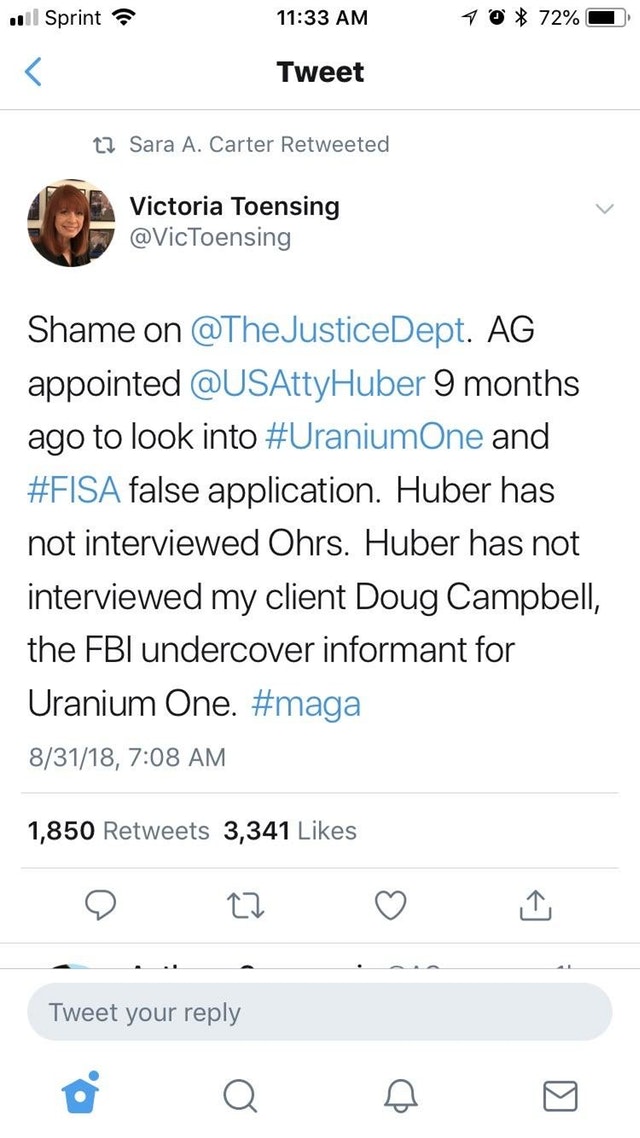 Sprint 11:33 AM 72%
Tweet
Sara A. Carter Retweeted
Victoria Toensing
@VicToensing
Shame on @TheJusticeDept. AG
appointed @USAttyHuber 9 months
ago to look into #UraniumOne and
#FISA false application. Huber has
not interviewed Ohrs. Huber has not
interviewed my client Doug Campbell,
the FBI undercover informant for
Uranium One. #maga
8/31/18, 7:08 AM
1,850 Retweets 3,341 Likes
Tweet your reply